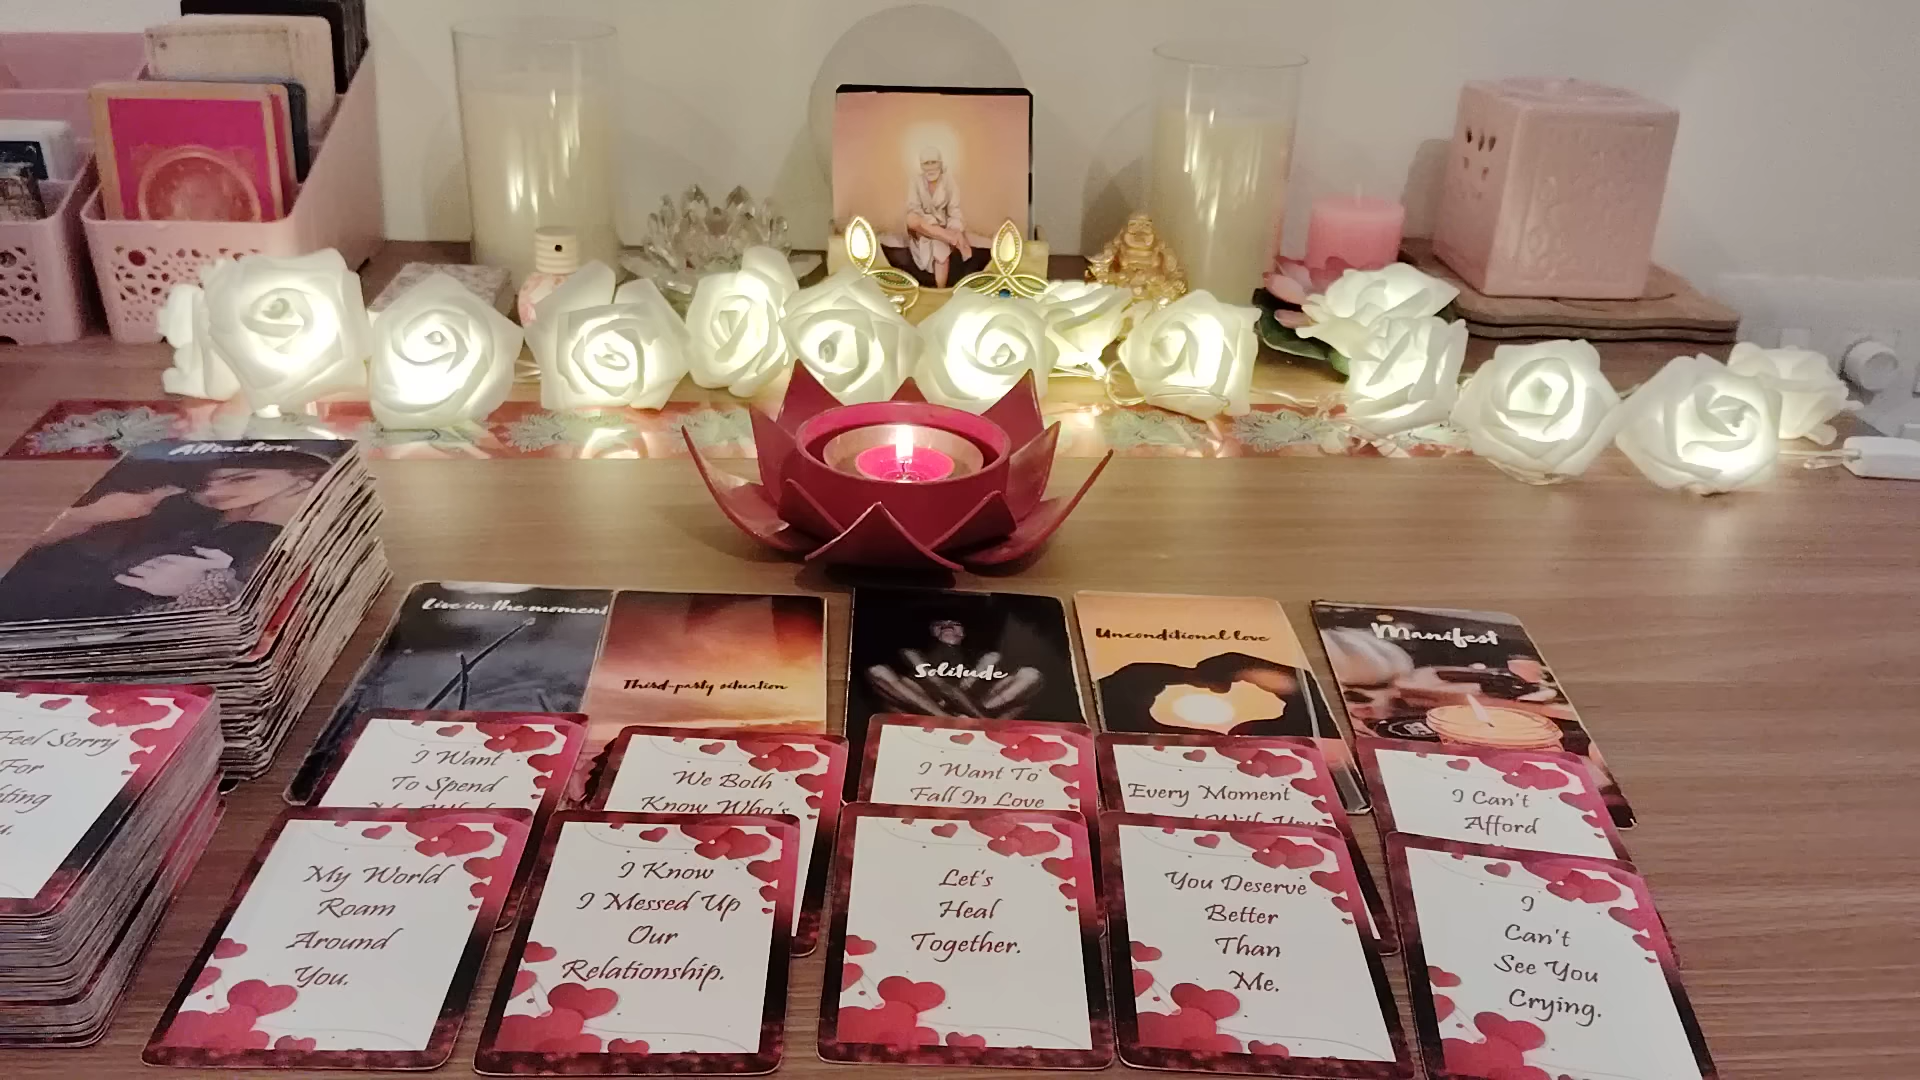 Attraction
Live in the moment
Third-party situation
Solitude
Unconditional love
Manifest
Feel Sorry
For
I Want
To Spend
We Both
Know Who's
I Want To
Fall In Love
Every Moment
With You
I Can't
Afford
My World
Roam
Around
You.
I Know
I Messed Up
Our
Relationship.
Let's
Heal
Together.
You Deserve
Better
Than
Me.
I
Can't
See You
Crying.